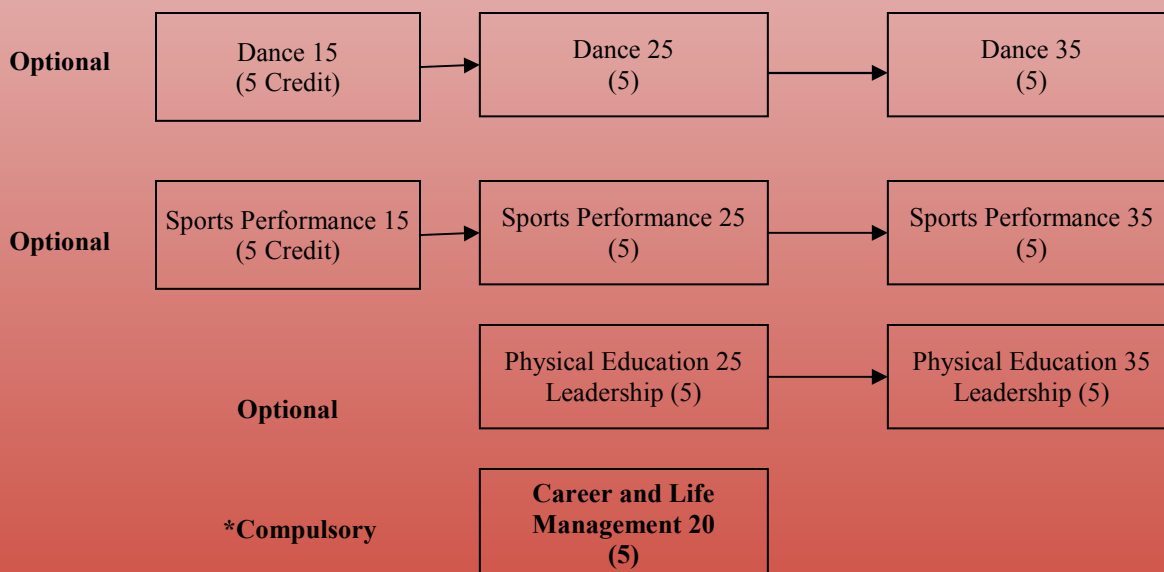 Optional
Dance 15
(5 Credit)
Dance 25
(5)
Dance 35
(5)
Optional
Sports Performance 15
(5 Credit)
Sports Performance 25
(5)
Sports Performance 35
(5)
Optional
Physical Education 25
Leadership (5)
Physical Education 35
Leadership (5)
*Compulsory
Career and Life
Management 20
(5)